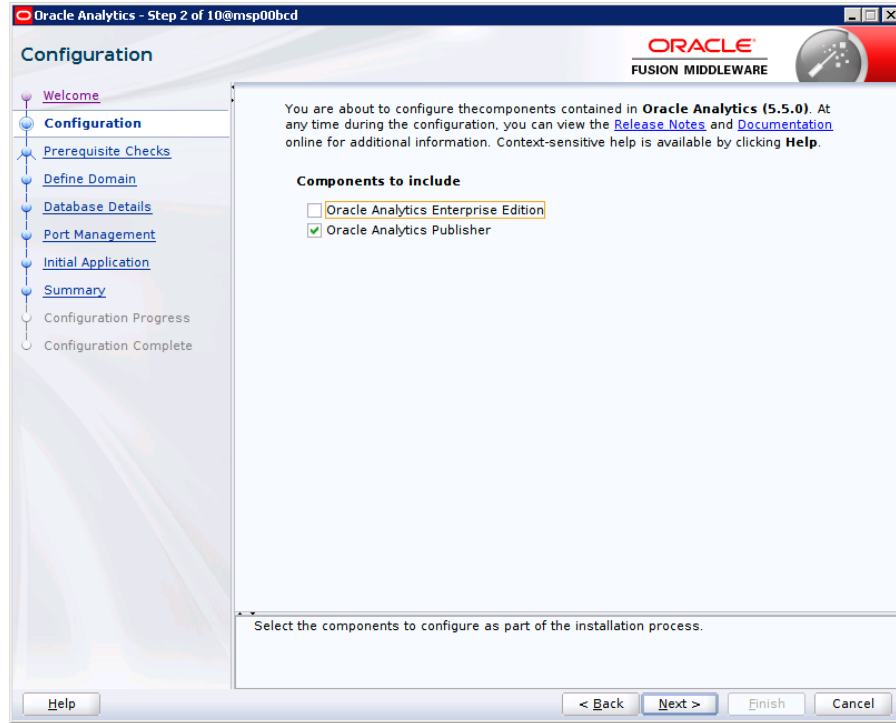 Oracle Analytics - Step 2 of 10@msp00bcd
Configuration
ORACLE
FUSION MIDDLEWARE
Welcome
Configuration
Prerequisite Checks
Define Domain
Database Details
Port Management
Initial Application
Summary
Configuration Progress
Configuration Complete
You are about to configure thecomponents contained in Oracle Analytics (5.5.0). At
any time during the configuration, you can view the Release Notes and Documentation
online for additional information. Context-sensitive help is available by clicking Help.
Components to include
Oracle Analytics Enterprise Edition
Oracle Analytics Publisher
Select the components to configure as part of the installation process.
Help
< Back
Next >
Finish
Cancel